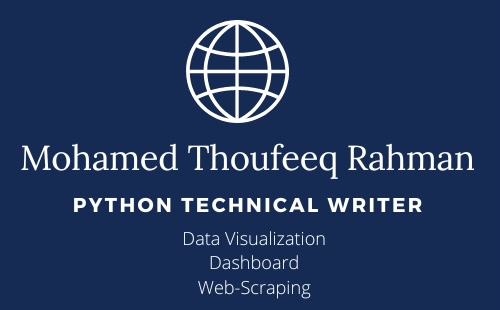 Mohamed Thoufeeq Rahman
PYTHON TECHNICAL WRITER
Data Visualization
Dashboard
Web-Scraping